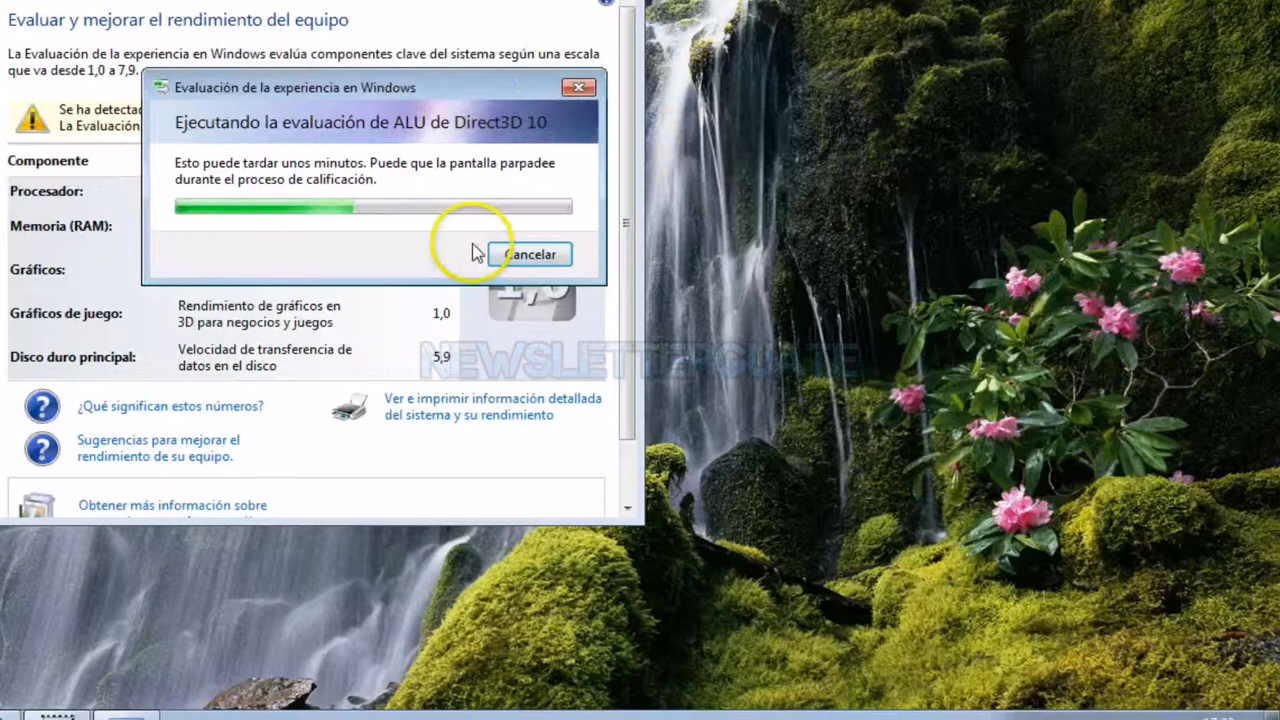 Evaluar y mejorar el rendimiento del equipo
La Evaluación de la experiencia en Windows evalúa componentes clave del sistema según una escala
que va desde 1,0 a 7,9.
Evaluación de la experiencia en Windows
Se ha detectad
La Evaluación
Ejecutando la evaluación de ALU de Direct3D 10
Esto puede tardar unos minutos. Puede que la pantalla parpadee
durante el proceso de calificación.
Cancelar
Componente
Procesador:
Memoria (RAM):
Gráficos:
Gráficos de juego:
Rendimiento de gráficos en
3D para negocios y juegos
1,0
1,0
Disco duro principal:
Velocidad de transferencia de
datos en el disco
5,9
NEWSLETTERGUATE
¿Qué significan estos números?
Ver e imprimir información detallada
del sistema y su rendimiento
Sugerencias para mejorar el
rendimiento de su equipo.
Obtener más información sobre